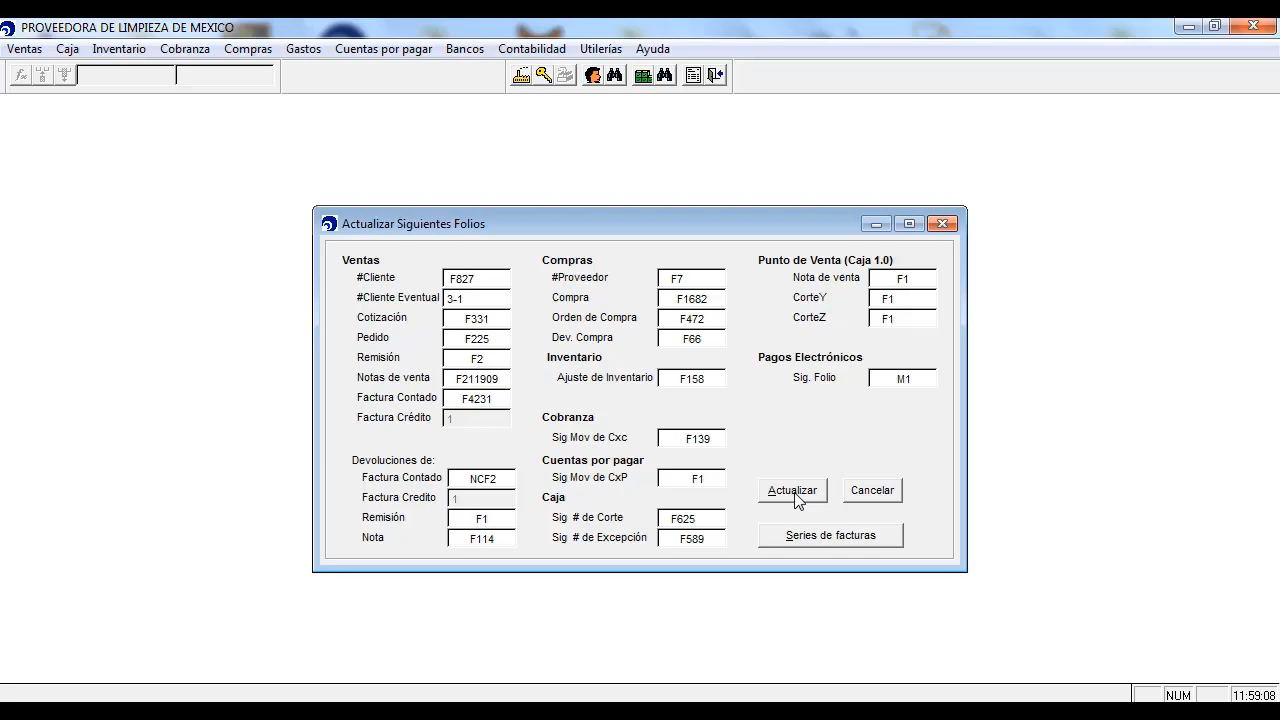 PROVEEDORA DE LIMPIEZA DE MEXICO
Ventas Caja Inventario Cobranza Compras Gastos Cuentas por pagar Bancos Contabilidad Utilerías Ayuda
Actualizar Siguientes Folios
Ventas
#Cliente F827
#Cliente Eventual 3-1
Cotización F331
Pedido F225
Remisión F2
Notas de venta F211909
Factura Contado F4231
Factura Crédito 1
Devoluciones de:
Factura Contado NCF2
Factura Credito 1
Remisión F1
Nota F114
Compras
#Proveedor F7
Compra F1682
Orden de Compra F472
Dev. Compra F66
Inventario
Ajuste de Inventario F158
Cobranza
Sig Mov de Cxc F139
Cuentas por pagar
Sig Mov de CxP F1
Caja
Sig # de Corte F625
Sig # de Excepción F589
Punto de Venta (Caja 1.0)
Nota de venta F1
CorteY F1
CorteZ F1
Pagos Electrónicos
Sig. Folio M1
Actualizar Cancelar
Series de facturas
NUM 11:59:08